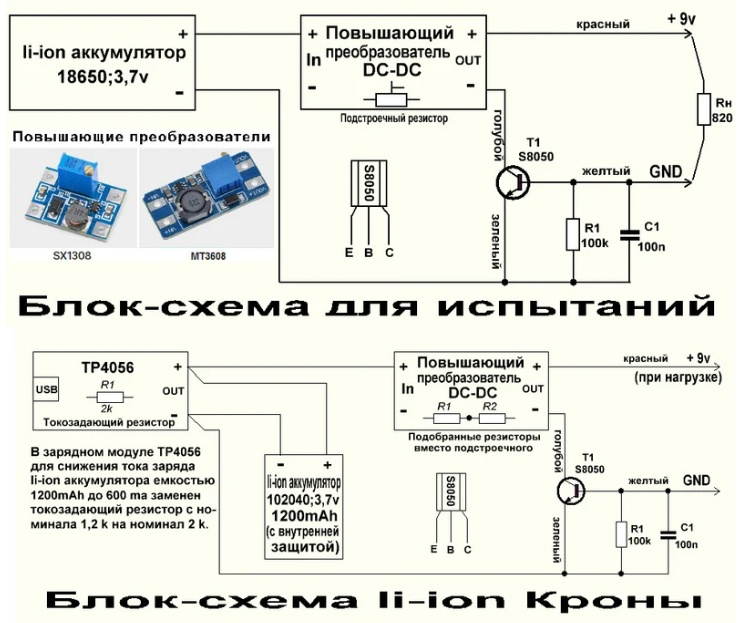 li-ion аккумулятор
18650;3,7v
+
-
Повышающий
преобразователь
DC-DC
+
In
-
+
OUT
-
Подстроечный резистор
красный
+ 9v
Rн
820
голубой
T1
S8050
желтый
GND
зеленый
R1
100k
C1
100n
Повышающие преобразователи
SX1308
MT3608
S8050
E B C
Блок-схема для испытаний
TP4056
USB
R1
2k
+
OUT
-
Токозадающий резистор
В зарядном модуле TP4056
для снижения тока заряда
li-ion аккумулятора емкостью
1200mAh до 600 ma заменен
токозадающий резистор с но-
минала 1,2 k на номинал 2 k.
- +
li-ion аккумулятор
102040;3,7v
1200mAh
(с внутренней
защитой)
Повышающий
преобразователь
DC-DC
+
In
-
+
OUT
-
R1 R2
Подобранные резисторы
вместо подстроечного
красный
+ 9v
(при нагрузке)
голубой
T1
S8050
желтый
GND
зеленый
R1
100k
C1
100n
S8050
E B C
Блок-схема li-ion Кроны